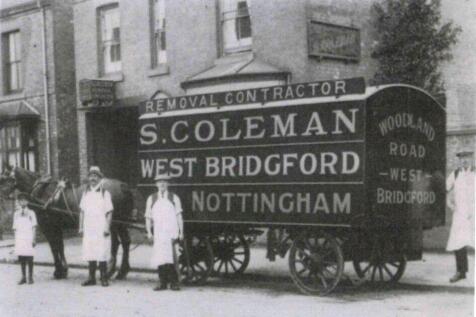 REMOVAL CONTRACTOR
S. COLEMAN
WEST BRIDGFORD
NOTTINGHAM
WOODLAND
ROAD
-WEST-
BRIDGFORD